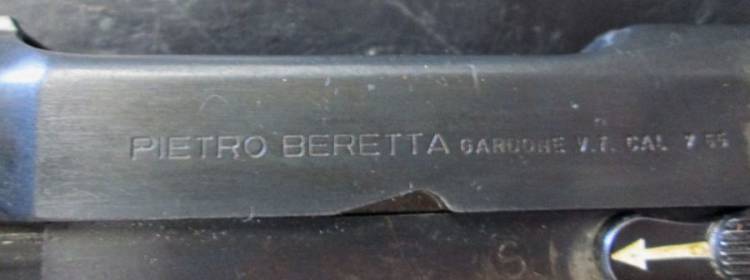 PIETRO BERETTA GARDONE V.T. CAL 7 65
S.